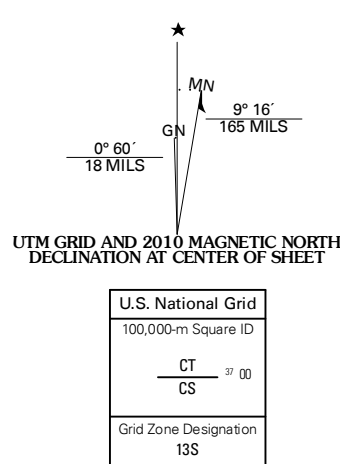 ★
MN
9° 16´
165 MILS
GN
0° 60´
18 MILS
UTM GRID AND 2010 MAGNETIC NORTH
DECLINATION AT CENTER OF SHEET
U.S. National Grid
100,000-m Square ID
CT
37 00
CS
Grid Zone Designation
13S